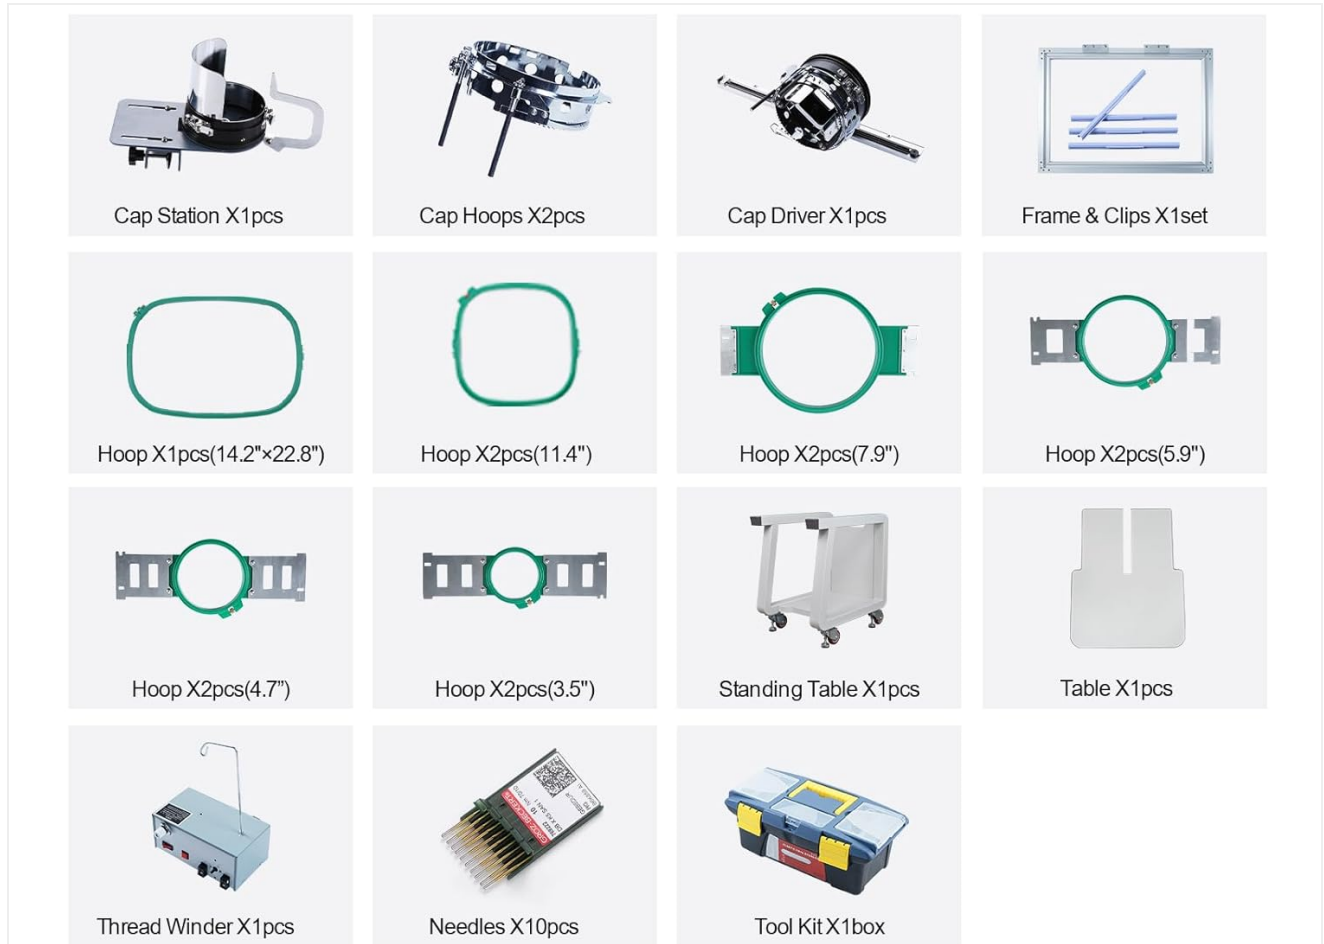 Cap Station X1pcs
Cap Hoops X2pcs
Cap Driver X1pcs
Frame & Clips X1set
Hoop X1pcs(14.2"×22.8")
Hoop X2pcs(11.4")
Hoop X2pcs(7.9")
Hoop X2pcs(5.9")
Hoop X2pcs(4.7”)
Hoop X2pcs(3.5")
Standing Table X1pcs
Table X1pcs
Thread Winder X1pcs
Needles X10pcs
Tool Kit X1box